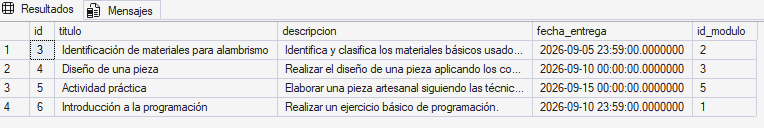 Resultados Mensajes
id titulo descripcion fecha_entrega id_modulo
1 3 Identificación de materiales para alambrismo Identifica y clasifica los materiales básicos usado... 2026-09-05 23:59:00.0000000 2
2 4 Diseño de una pieza Realizar el diseño de una pieza aplicando los co... 2026-09-10 00:00:00.0000000 3
3 5 Actividad práctica Elaborar una pieza artesanal siguiendo las técnic... 2026-09-15 00:00:00.0000000 5
4 6 Introducción a la programación Realizar un ejercicio básico de programación. 2026-09-10 23:59:00.0000000 1